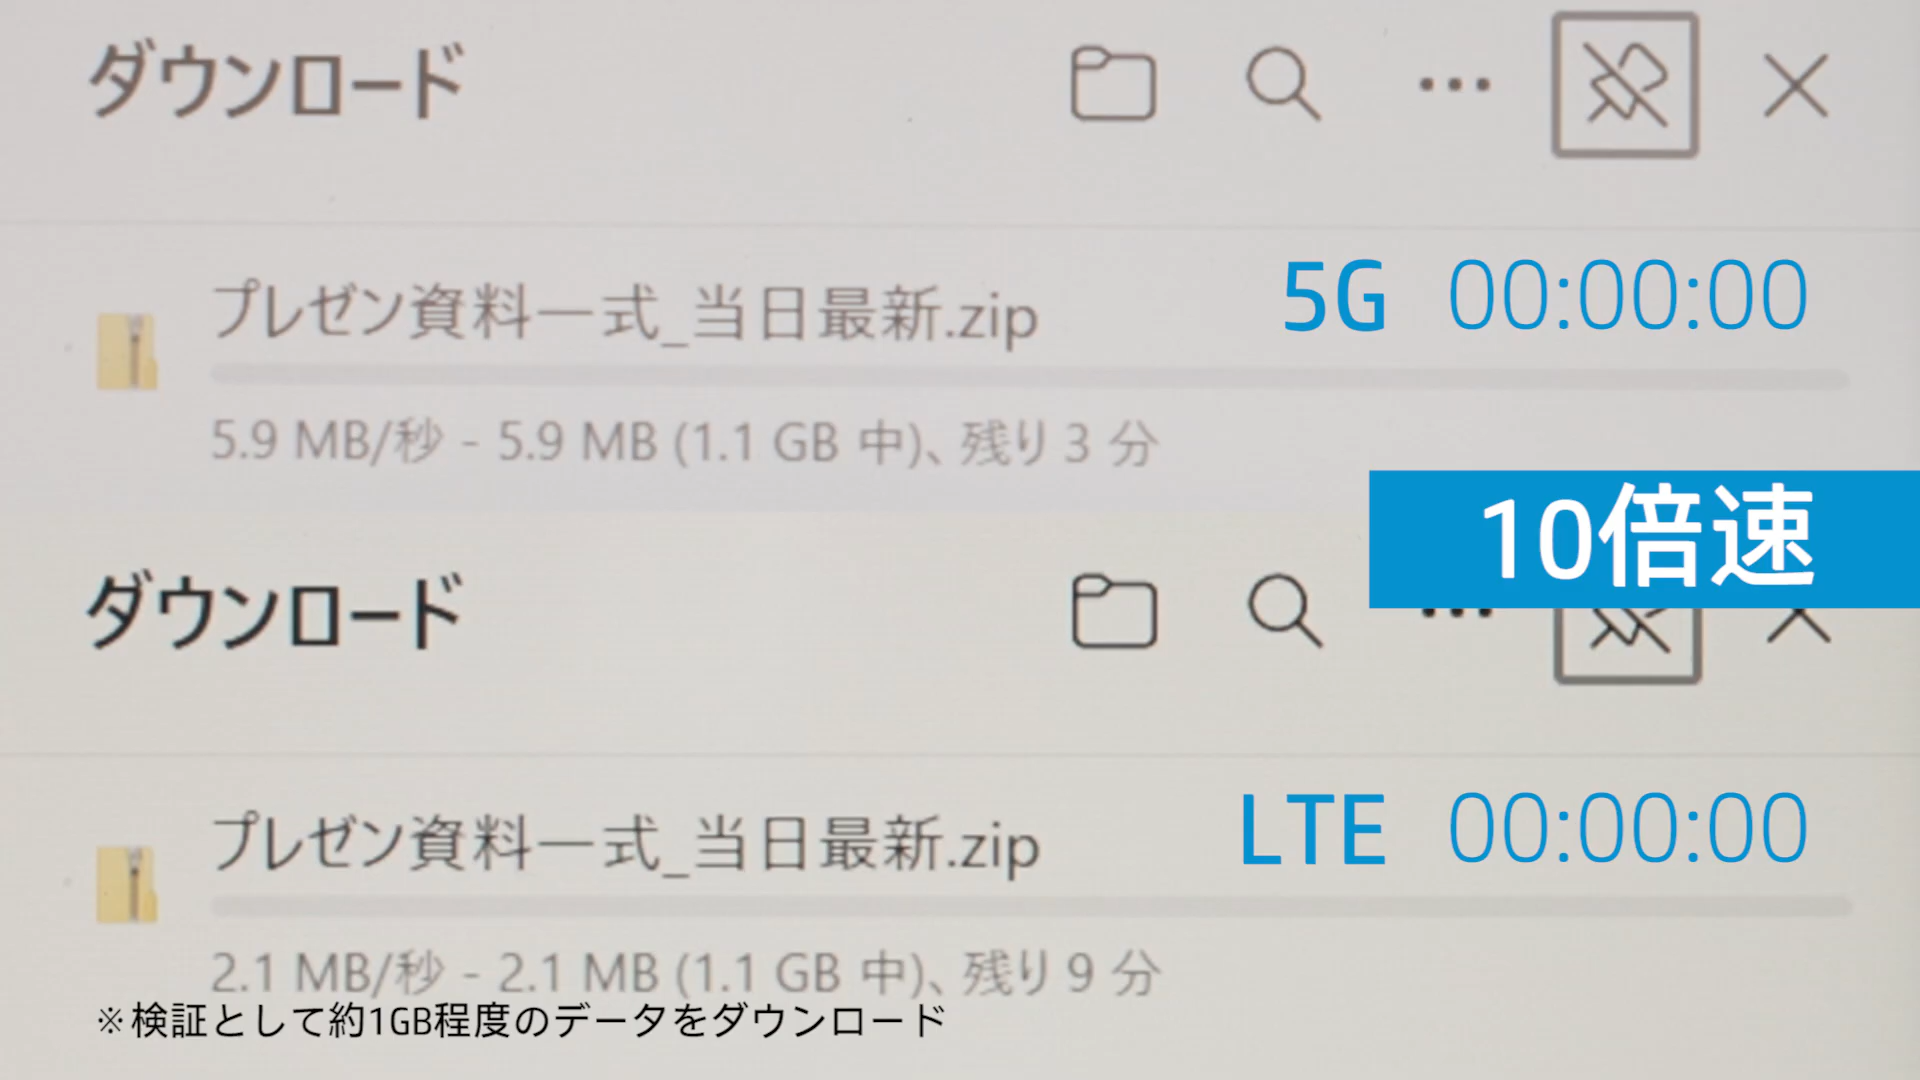 ダウンロード
プレゼン資料一式_当日最新.zip
5G 00:00:00
5.9 MB/秒 - 5.9 MB (1.1 GB 中)、残り 3 分
10倍速
ダウンロード
プレゼン資料一式_当日最新.zip
LTE 00:00:00
2.1 MB/秒 - 2.1 MB (1.1 GB 中)、残り 9 分
※検証として約1GB程度のデータをダウンロード